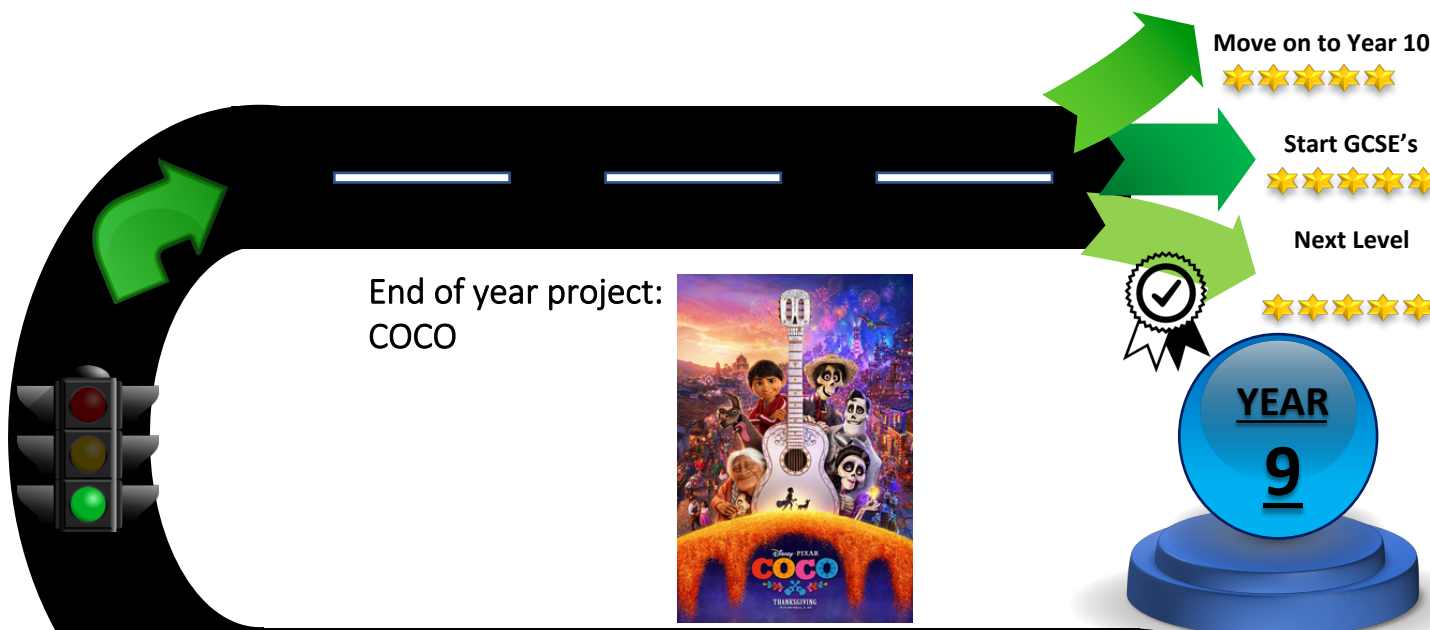 Move on to Year 10
Start GCSE's
Next Level
End of year project:
COCO
YEAR
9
Disney · PIXAR
COCO
THANKSGIVING